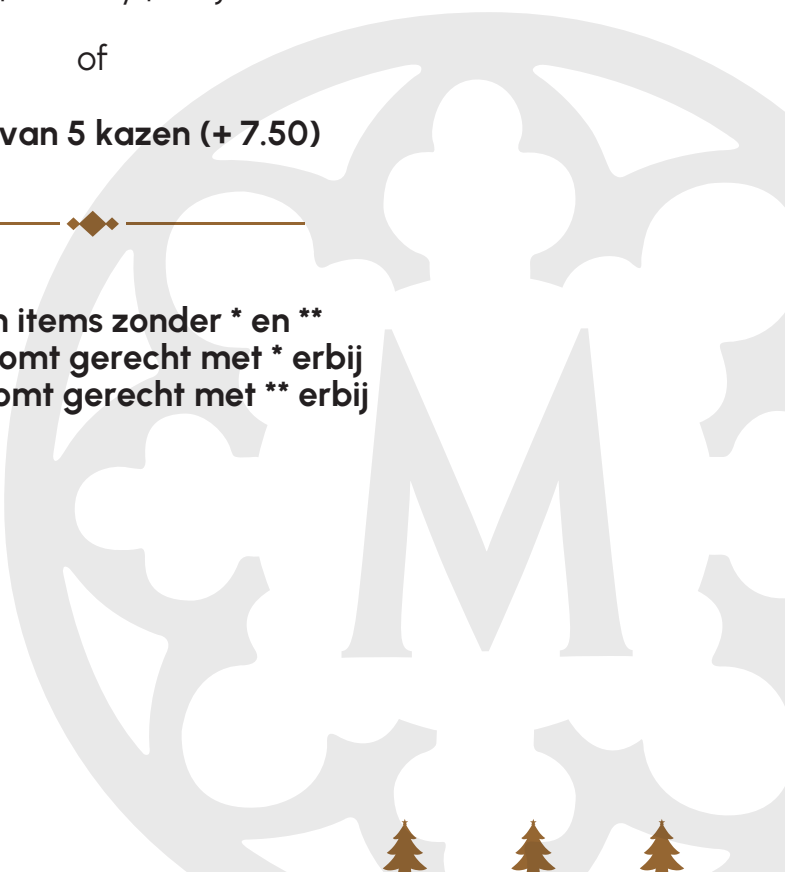 of
van 5 kazen (+ 7.50)
items zonder * en **
omt gerecht met * erbij
omt gerecht met ** erbij
M